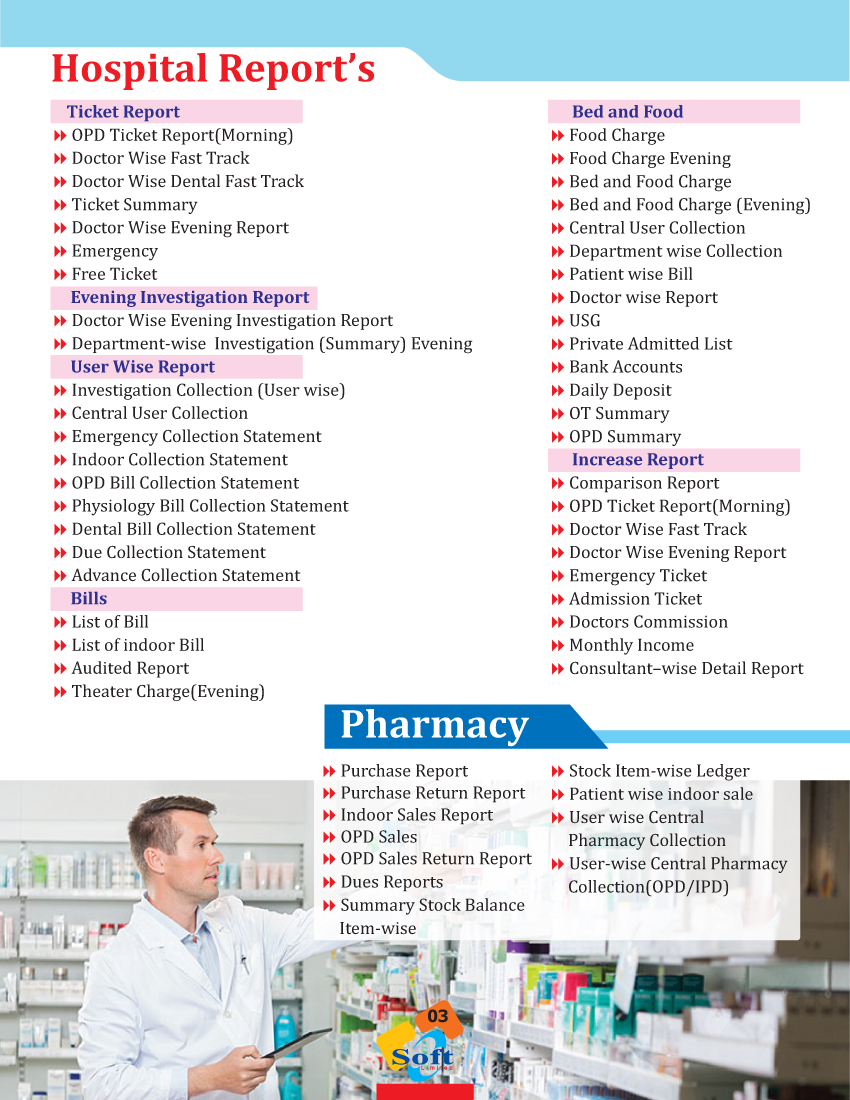 Hospital Report's
Ticket Report
OPD Ticket Report(Morning)
Doctor Wise Fast Track
Doctor Wise Dental Fast Track
Ticket Summary
Doctor Wise Evening Report
Emergency
Free Ticket
Evening Investigation Report
Doctor Wise Evening Investigation Report
Department-wise  Investigation (Summary) Evening
User Wise Report
Investigation Collection (User wise)
Central User Collection
Emergency Collection Statement
Indoor Collection Statement
OPD Bill Collection Statement
Physiology Bill Collection Statement
Dental Bill Collection Statement
Due Collection Statement
Advance Collection Statement
Bills
List of Bill
List of indoor Bill
Audited Report
Theater Charge(Evening)
Bed and Food
Food Charge
Food Charge Evening
Bed and Food Charge
Bed and Food Charge (Evening)
Central User Collection
Department wise Collection
Patient wise Bill
Doctor wise Report
USG
Private Admitted List
Bank Accounts
Daily Deposit
OT Summary
OPD Summary
Increase Report
Comparison Report
OPD Ticket Report(Morning)
Doctor Wise Fast Track
Doctor Wise Evening Report
Emergency Ticket
Admission Ticket
Doctors Commission
Monthly Income
Consultant–wise Detail Report
Pharmacy
Purchase Report
Purchase Return Report
Indoor Sales Report
OPD Sales
OPD Sales Return Report
Dues Reports
Summary Stock Balance
Item-wise
Stock Item-wise Ledger
Patient wise indoor sale
User wise Central
Pharmacy Collection
User-wise Central Pharmacy
Collection(OPD/IPD)
03
Soft
Limited